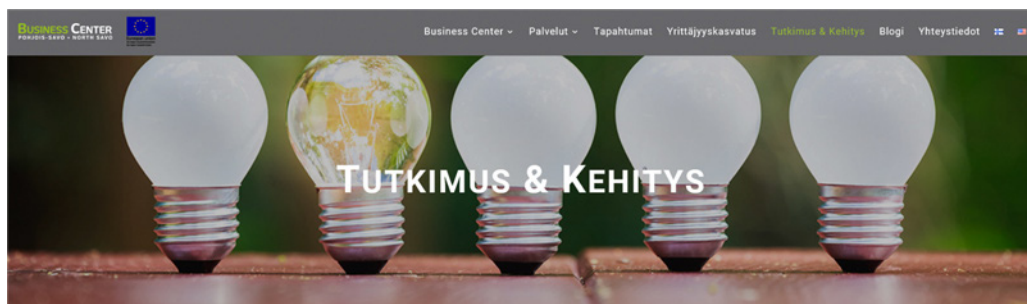 BUSINESS CENTER
POHJOIS-SAVO • NORTH SAVO
Business Center
Palvelut
Tapahtumat
Yrittäjyyskasvatus
Tutkimus & Kehitys
Blogi
Yhteystiedot
TUTKIMUS & KEHITYS